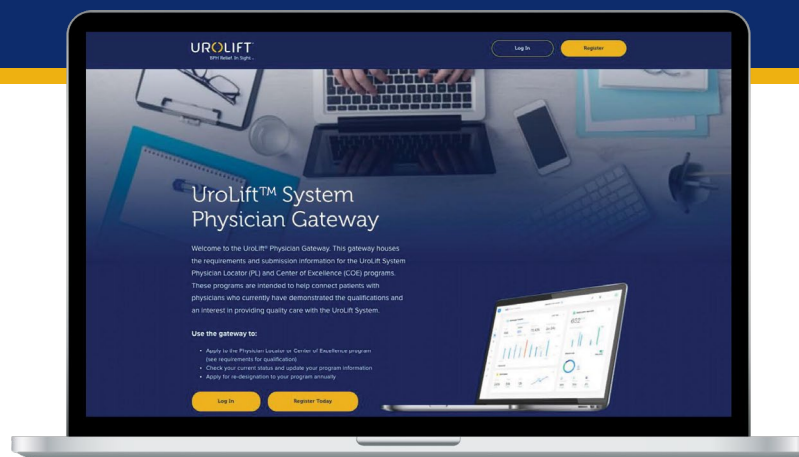 UROLIFT™
BPH Relief. In Sight.™
Log In
Register
UroLift™ System
Physician Gateway
Welcome to the UroLift® Physician Gateway. This gateway houses
the requirements and submission information for the UroLift System
Physician Locator (PL) and Center of Excellence (COE) programs.
These programs are intended to help connect patients with
physicians who currently have demonstrated the qualifications and
an interest in providing quality care with the UroLift System.
Use the gateway to:
• Apply to the Physician Locator or Center of Excellence program
(see requirements for qualification)
• Check your current status and update your program information
• Apply for re-designation to your program annually
Log In
Register Today